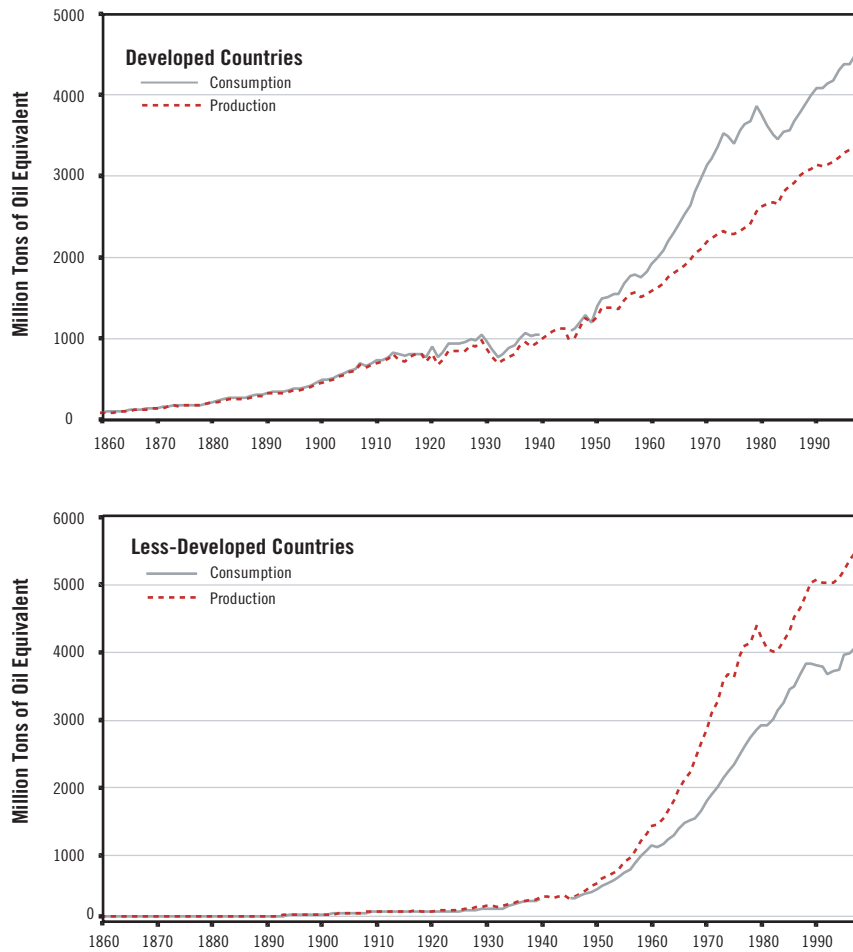 5000
Developed Countries
Consumption
Production
4000
3000
2000
1000
0
Million Tons of Oil Equivalent
1860 1870 1880 1890 1900 1910 1920 1930 1940 1950 1960 1970 1980 1990
6000
Less-Developed Countries
Consumption
Production
5000
4000
3000
2000
1000
0
Million Tons of Oil Equivalent
1860 1870 1880 1890 1900 1910 1920 1930 1940 1950 1960 1970 1980 1990